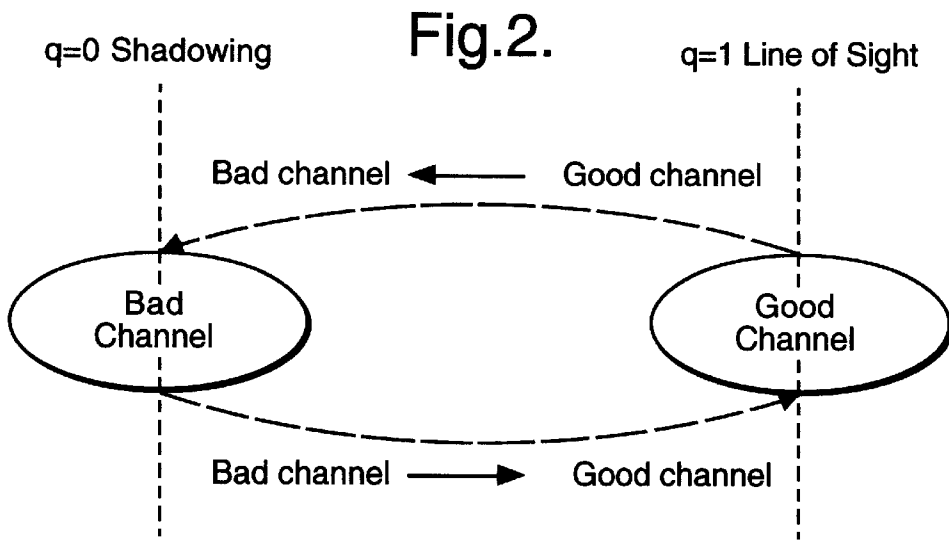 Fig.2.
q=0 Shadowing
q=1 Line of Sight
Bad channel Good channel
Bad
Channel
Good
Channel
Bad channel Good channel